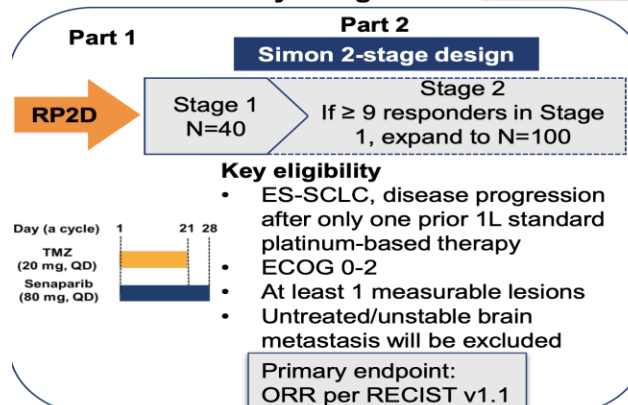 Part 1
Part 2
Simon 2-stage design
RP2D
Stage 1
N=40
Stage 2
If ≥ 9 responders in Stage
1, expand to N=100
Key eligibility
• ES-SCLC, disease progression
after only one prior 1L standard
platinum-based therapy
• ECOG 0-2
• At least 1 measurable lesions
• Untreated/unstable brain
metastasis will be excluded
Day (a cycle) 1 21 28
TMZ
(20 mg, QD)
Senaparib
(80 mg, QD)
Primary endpoint:
ORR per RECIST v1.1